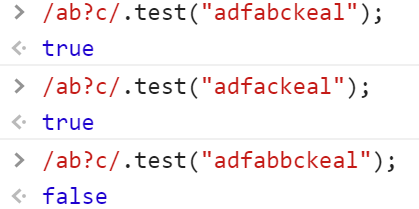 > /ab?c/.test("adfabckeal");
<· true
> /ab?c/.test("adfackeal");
<· true
> /ab?c/.test("adfabbckeal");
<· false